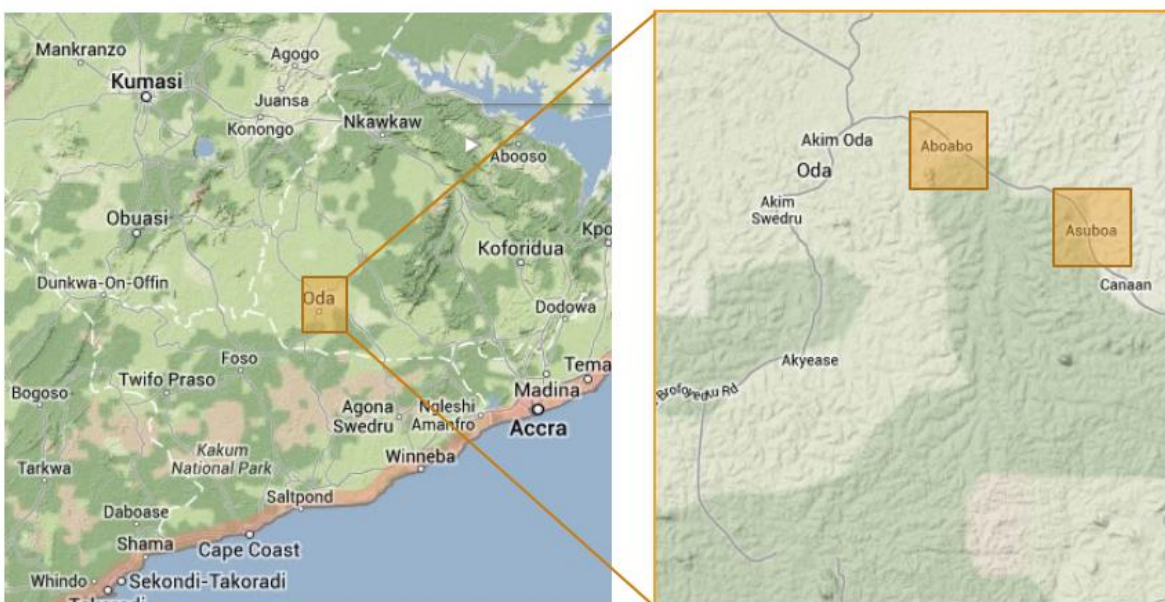 Mankranzo
Agogo
Kumasi
Juansa
Konongo
Nkawkaw
Abooso
Obuasi
Koforidua
Kpo
Dunkwa-On-Offin
Oda
Dodowa
Foso
Tema
Bogoso
Twifo Praso
Madina
Agona
Swedru
Ngleshi
Amanfro
Accra
Kakum
National Park
Winneba
Tarkwa
Saltpond
Daboase
Shama
Cape Coast
Whindo
Sekondi-Takoradi
Akim Oda
Aboabo
Oda
Akim
Swedru
Asuboa
Canaan
Akyease